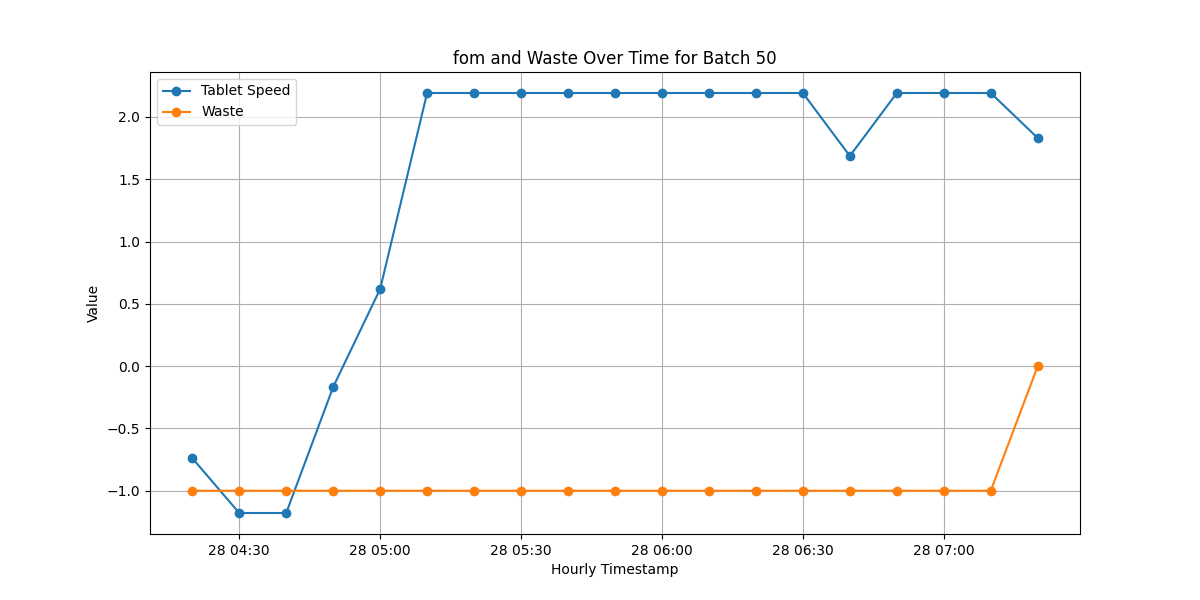 fom and Waste Over Time for Batch 50
Tablet Speed
Waste
2.0
1.5
1.0
0.5
0.0
−0.5
−1.0
Value
28 04:30 28 05:00 28 05:30 28 06:00 28 06:30 28 07:00
Hourly Timestamp